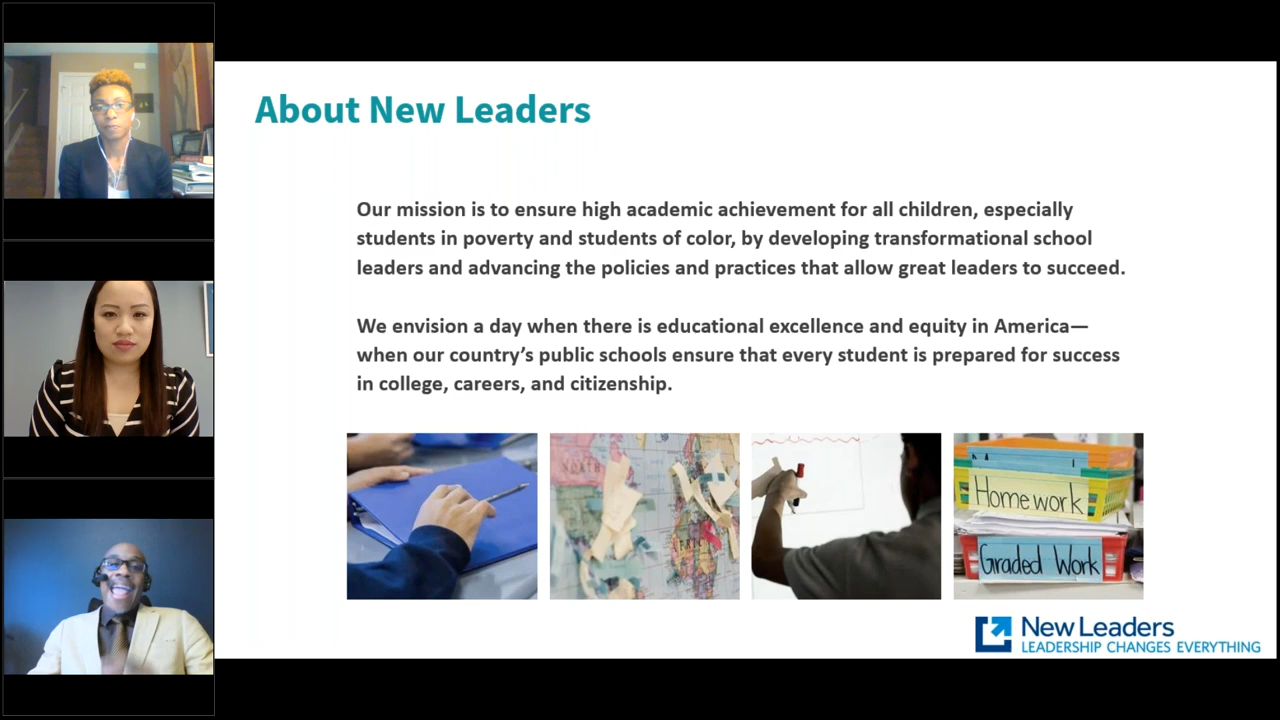 About New Leaders
Our mission is to ensure high academic achievement for all children, especially
students in poverty and students of color, by developing transformational school
leaders and advancing the policies and practices that allow great leaders to succeed.
We envision a day when there is educational excellence and equity in America—
when our country’s public schools ensure that every student is prepared for success
in college, careers, and citizenship.
NORTH
Homework
Graded Work
New Leaders
LEADERSHIP CHANGES EVERYTHING